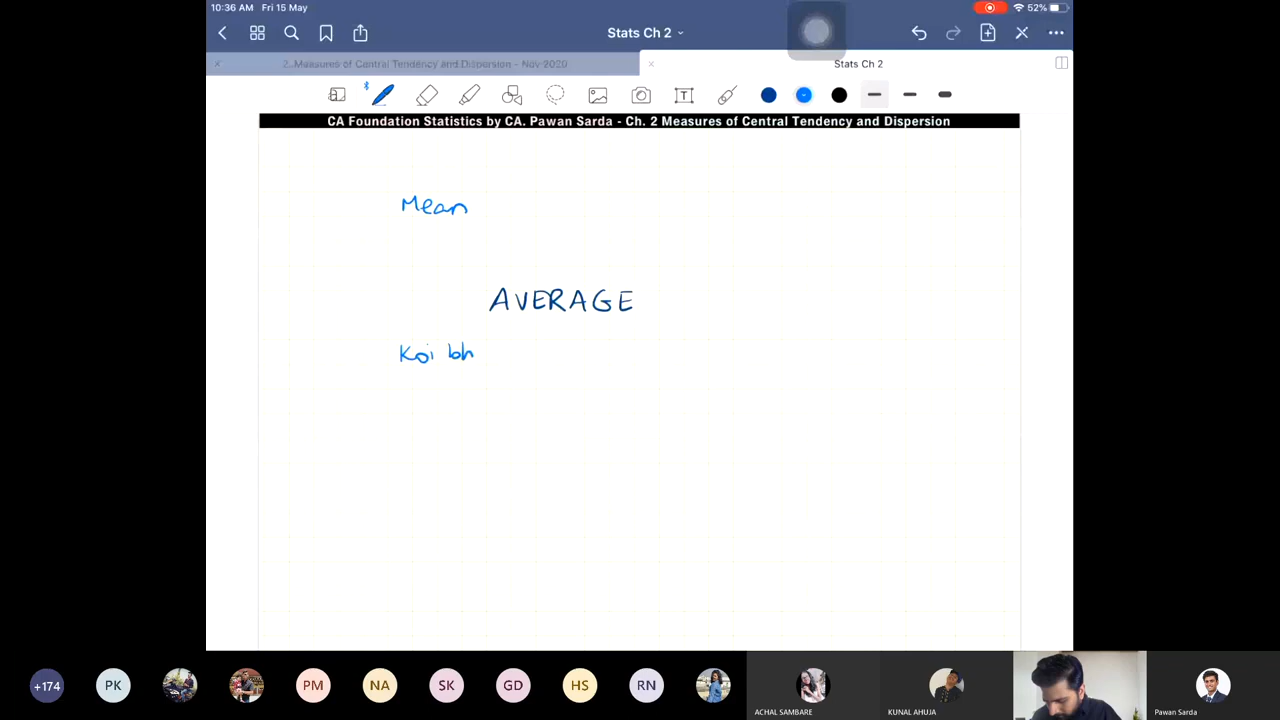 10:36 AM Fri 15 May
52%
Stats Ch 2
2. Measures of Central Tendency and Dispersion - Nov 2020
Stats Ch 2
T
CA Foundation Statistics by CA. Pawan Sarda - Ch. 2 Measures of Central Tendency and Dispersion
Mean
AVERAGE
Koi bh
+174
PK
PM
NA
SK
GD
HS
RN
ACHAL SAMBARE
KUNAL AHUJA
Pawan Sarda